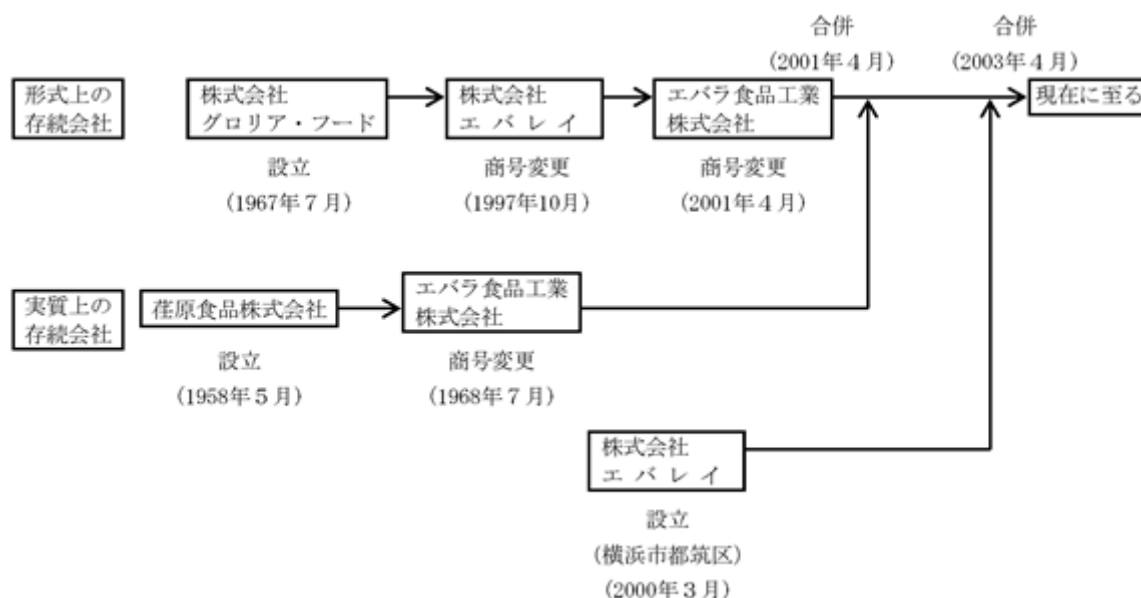 合併
(2001年4月)
合併
(2003年4月)
形式上の
存続会社
株式会社
グロリア・フード
株式会社
エバレイ
エバラ食品工業
株式会社
現在に至る
設立
(1967年7月)
商号変更
(1997年10月)
商号変更
(2001年4月)
実質上の
存続会社
荏原食品株式会社
エバラ食品工業
株式会社
設立
(1958年5月)
商号変更
(1968年7月)
株式会社
エバレイ
設立
(横浜市都筑区)
(2000年3月)